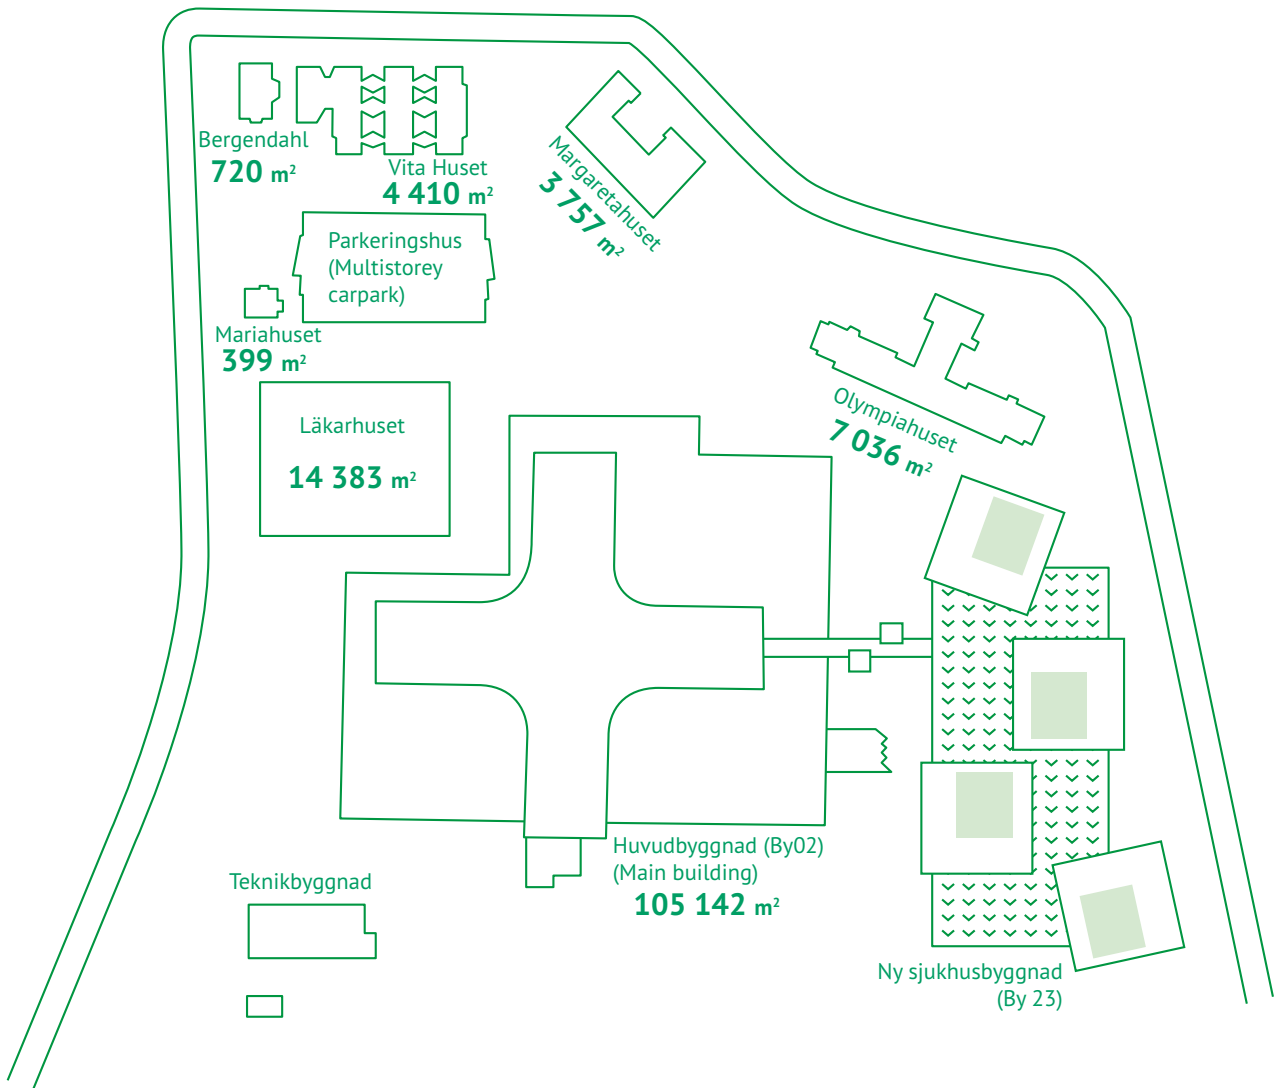 Bergendahl
720 m²
Vita Huset
4 410 m²
Margaretahuset
3 757 m²
Parkeringshus
(Multistorey
carpark)
Mariahuset
399 m²
Läkarhuset
14 383 m²
Olympiahuset
7 036 m²
Huvudbyggnad (By02)
(Main building)
105 142 m²
Teknikbyggnad
Ny sjukhusbyggnad
(By 23)